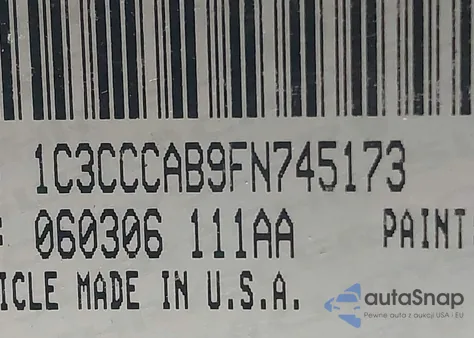 1C3CCCAB9FN745173
: 060306 111AA PAINT
ICLE MADE IN U.S.A.
autaSnap
Pewne auta z aukcji USA i EU